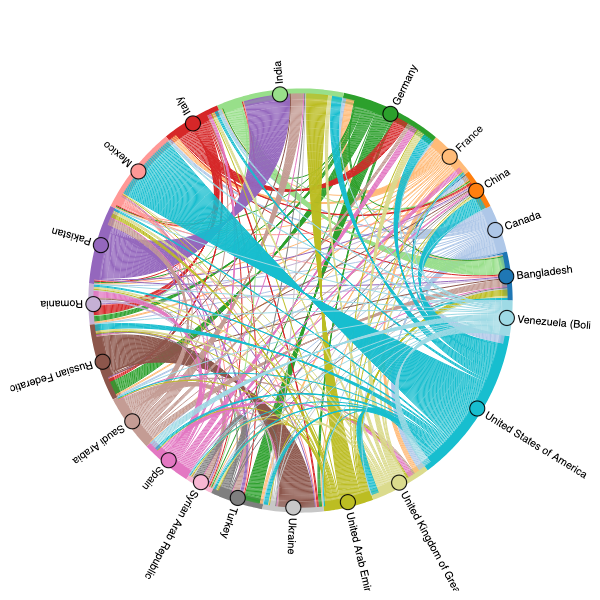 India
Germany
France
China
Canada
Bangladesh
Venezuela (Boli
United States of America
United Kingdom of Grea
United Arab Emir
Ukraine
Turkey
Syrian Arab Republic
Spain
Saudi Arabia
Russian Federatio
Romania
Pakistan
Mexico
Italy